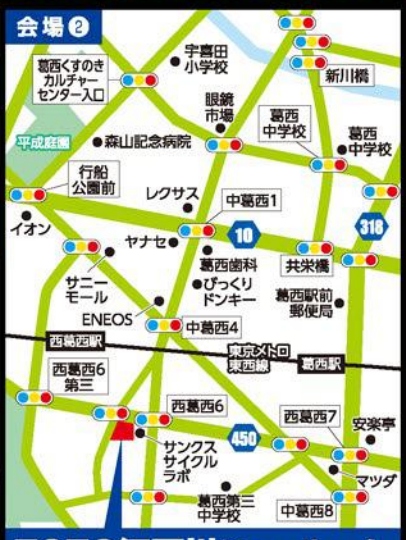 会場❷
宇喜田
小学校
葛西くすのき
カルチャー
センター入口
新川橋
眼鏡
市場
葛西
中学校
葛西
中学校
平成庭園
森山記念病院
行船
公園前
レクサス
中葛西1
318
イオン
ヤナセ
10
葛西歯科
共栄橋
サニー
モール
びっくり
ドンキー
葛西駅前
郵便局
ENEOS
中葛西4
西葛西駅
東京メトロ
東西線
葛西駅
西葛西6
第三
西葛西6
西葛西7
安楽亭
450
サンクス
サイクル
ラボ
マツダ
葛西第三
中学校
中葛西8